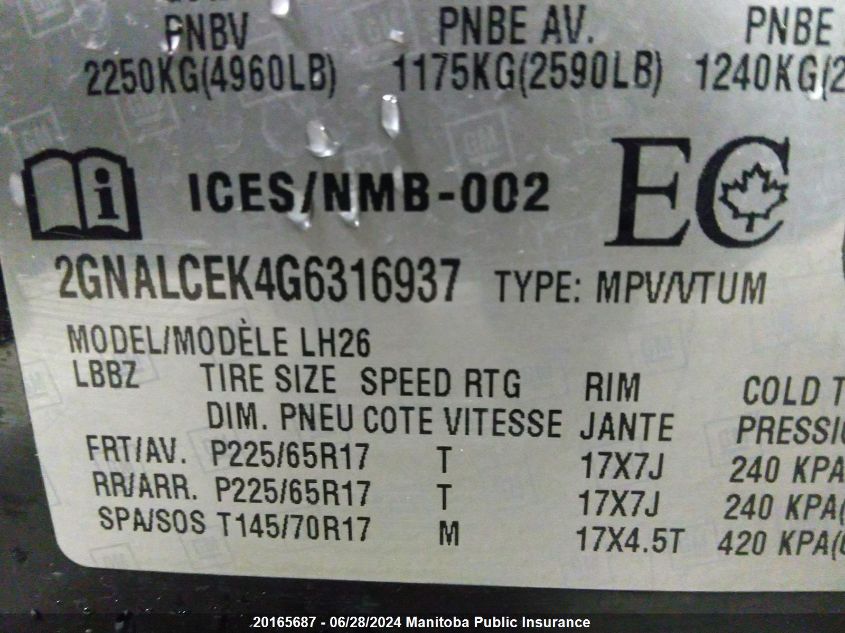 PNBV PNBE AV. PNBE
2250KG(4960LB) 1175KG(2590LB) 1240KG(2
i ICES/NMB-002 EC
2GNALCEK4G6316937 TYPE: MPV/VTUM
MODEL/MODÈLE LH26
LBBZ TIRE SIZE SPEED RTG RIM COLD T
DIM. PNEU COTE VITESSE JANTE PRESSIO
FRT/AV. P225/65R17 T 17X7J 240 KPA
RR/ARR. P225/65R17 T 17X7J 240 KPA(
SPA/SOS T145/70R17 M 17X4.5T 420 KPA(
20165687 / 06/28/2024 Manitoba Public Insurance